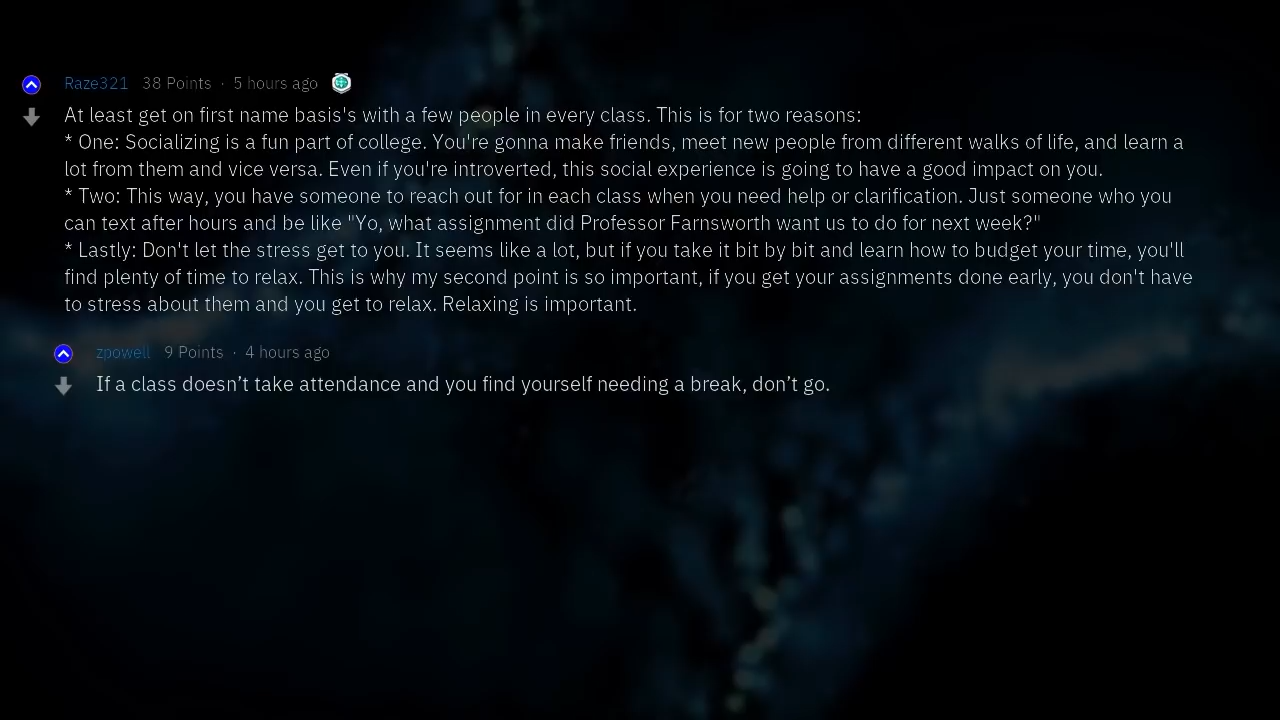 Raze321 38 Points · 5 hours ago
At least get on first name basis's with a few people in every class. This is for two reasons:
* One: Socializing is a fun part of college. You're gonna make friends, meet new people from different walks of life, and learn a
lot from them and vice versa. Even if you're introverted, this social experience is going to have a good impact on you.
* Two: This way, you have someone to reach out for in each class when you need help or clarification. Just someone who you
can text after hours and be like "Yo, what assignment did Professor Farnsworth want us to do for next week?"
* Lastly: Don't let the stress get to you. It seems like a lot, but if you take it bit by bit and learn how to budget your time, you'll
find plenty of time to relax. This is why my second point is so important, if you get your assignments done early, you don't have
to stress about them and you get to relax. Relaxing is important.
zpowell 9 Points · 4 hours ago
If a class doesn’t take attendance and you find yourself needing a break, don’t go.